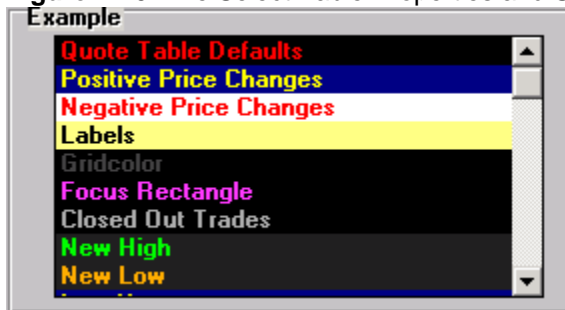 Example
Quote Table Defaults
Positive Price Changes
Negative Price Changes
Labels
Gridcolor
Focus Rectangle
Closed Out Trades
New High
New Low